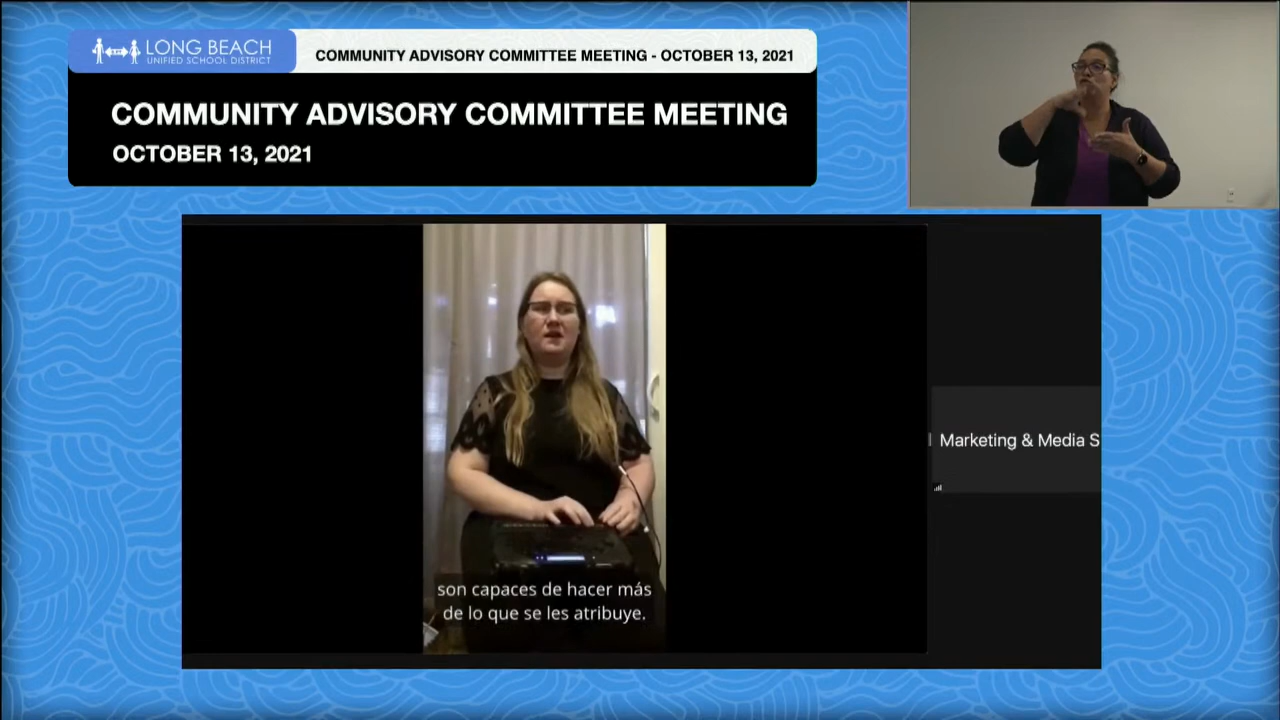 LONG BEACH
UNIFIED SCHOOL DISTRICT
COMMUNITY ADVISORY COMMITTEE MEETING - OCTOBER 13, 2021
COMMUNITY ADVISORY COMMITTEE MEETING
OCTOBER 13, 2021
Marketing & Media S
son capaces de hacer más
de lo que se les atribuye.